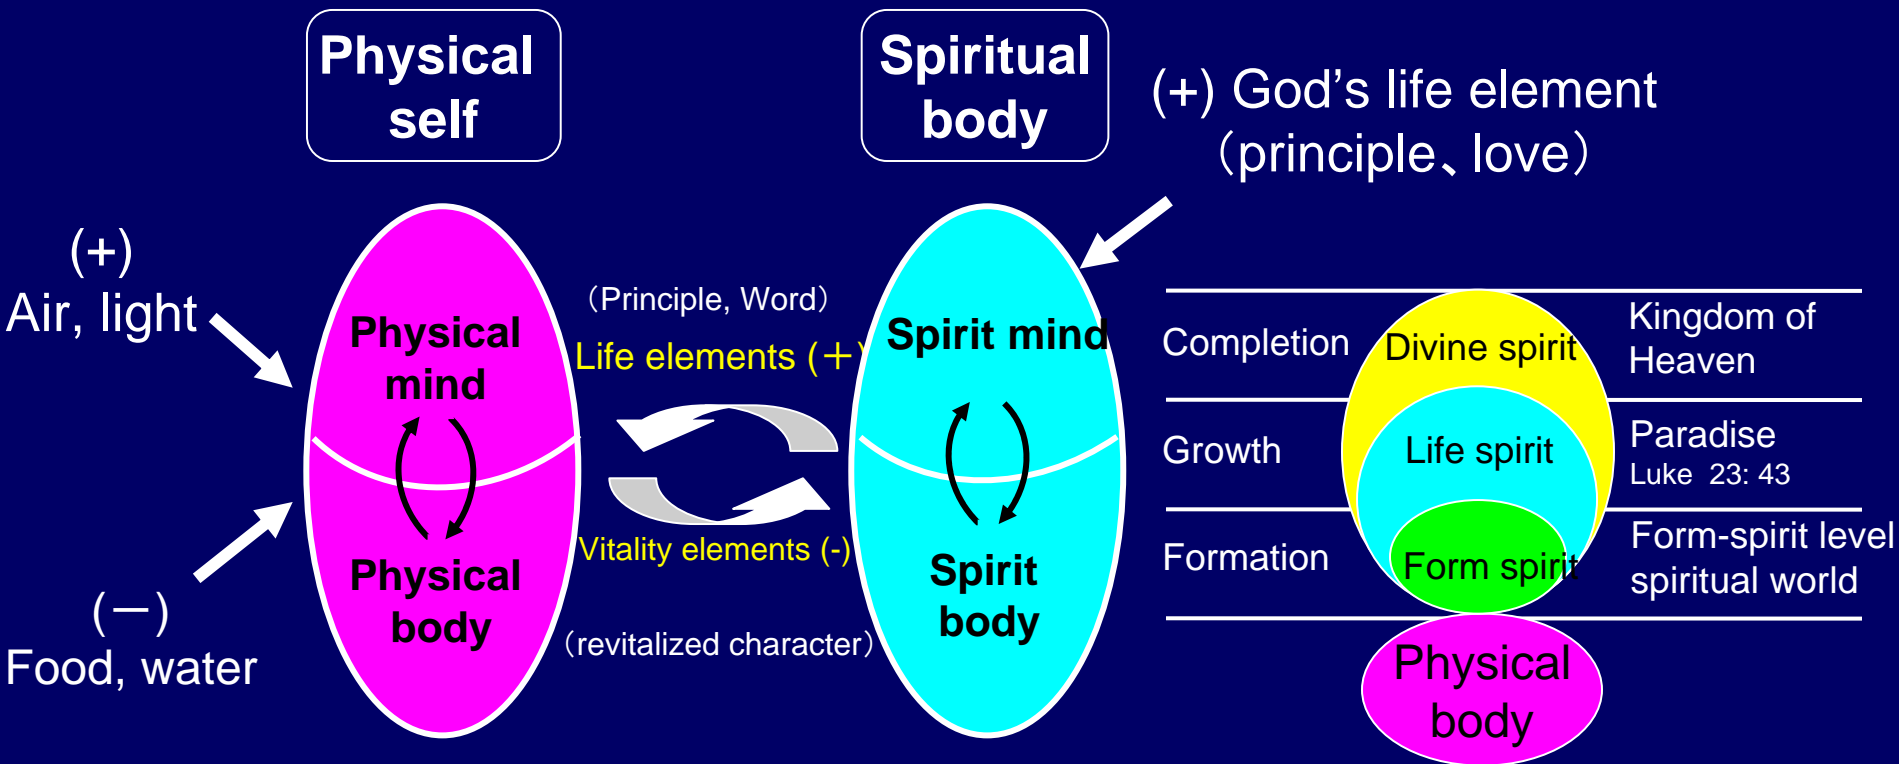 Physical
self
Spiritual
body
(+) God's life element
（principle、love）
(+)
Air, light
(－)
Food, water
Physical
mind
Physical
body
（Principle, Word）
Life elements (＋)
Vitality elements (-)
（revitalized character）
Spirit mind
Spirit
body
Completion
Divine spirit
Kingdom of
Heaven
Growth
Life spirit
Paradise
Luke 23: 43
Formation
Form spirit
Form-spirit level
spiritual world
Physical
body